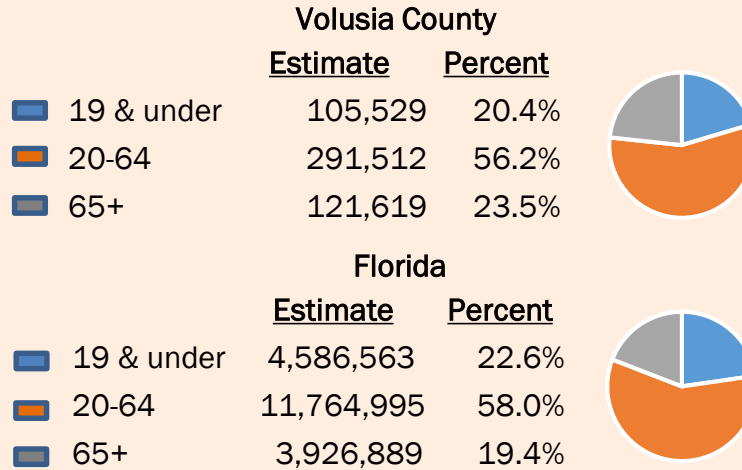 Volusia County
Estimate Percent
19 & under 105,529 20.4%
20-64 291,512 56.2%
65+ 121,619 23.5%
Florida
Estimate Percent
19 & under 4,586,563 22.6%
20-64 11,764,995 58.0%
65+ 3,926,889 19.4%